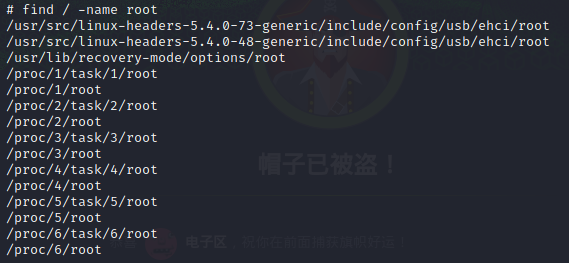 # find / -name root
/usr/src/linux-headers-5.4.0-73-generic/include/config/usb/ehci/root
/usr/src/linux-headers-5.4.0-48-generic/include/config/usb/ehci/root
/usr/lib/recovery-mode/options/root
/proc/1/task/1/root
/proc/1/root
/proc/2/task/2/root
/proc/2/root
/proc/3/task/3/root
/proc/3/root
/proc/4/task/4/root
/proc/4/root
帽子已被盗！
/proc/5/task/5/root
/proc/5/root
/proc/6/task/6/root
电子区
/proc/6/root